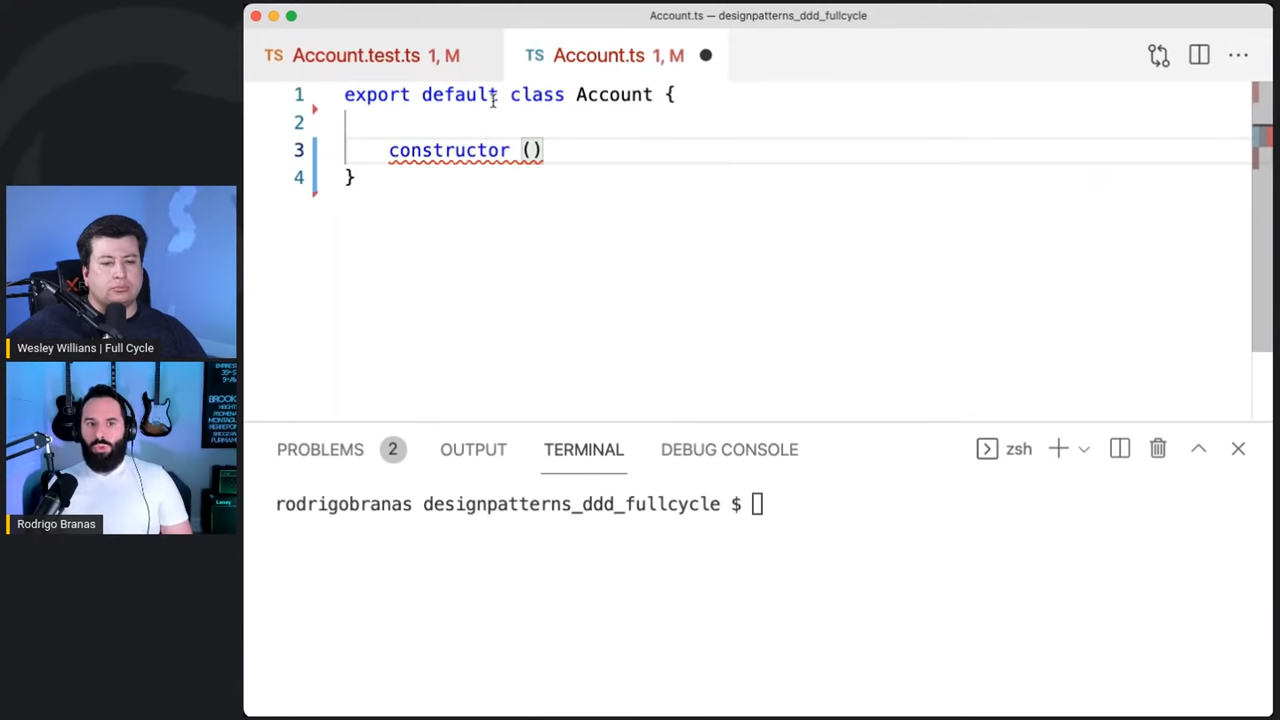 Account.ts — designpatterns_ddd_fullcycle
TS Account.test.ts 1, M
TS Account.ts 1, M
1 export default class Account {
2
3 constructor ()
4 }
Wesley Willians | Full Cycle
Rodrigo Branas
PROBLEMS 2 OUTPUT TERMINAL DEBUG CONSOLE
zsh
rodrigobranas designpatterns_ddd_fullcycle $